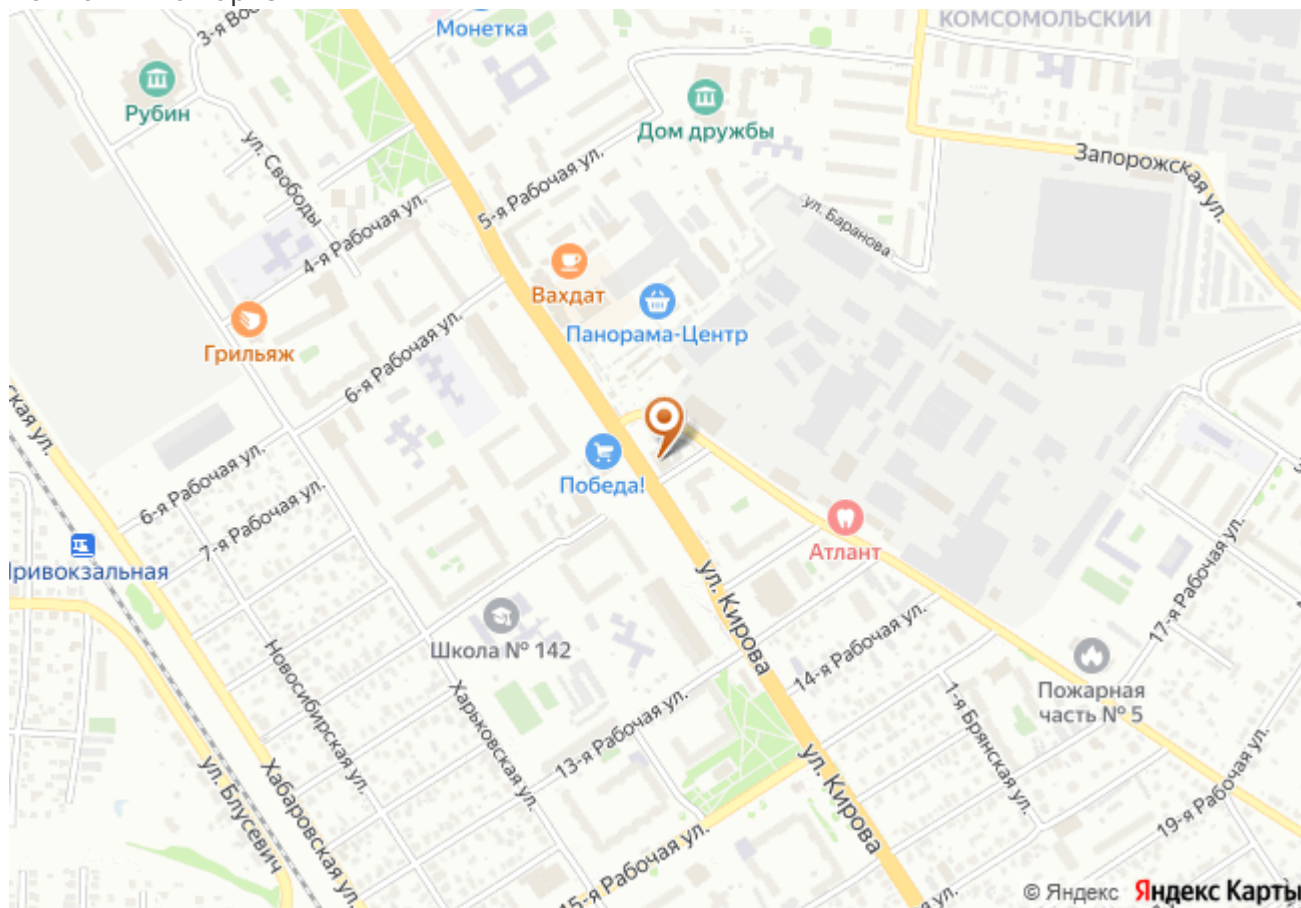 КОМСОМОЛЬСКИЙ
Монетка
Рубин
Дом дружбы
ул. Свободы
5-я Рабочая ул.
Запорожская ул.
4-я Рабочая ул.
ул. Баранова
Вахдат
Панорама-Центр
Грильяж
6-я Рабочая ул.
Победа!
6-я Рабочая ул.
7-я Рабочая ул.
Атлант
17-я Рабочая ул.
ул. Кирова
Школа № 142
14-я Рабочая ул.
Пожарная
часть № 5
Новосибирская ул.
Харьковская ул.
13-я Рабочая ул.
1-я Брянская ул.
ул. Кирова
19-я Рабочая ул.
ул. Блусевич
Хабаровская ул.
15-я Рабочая ул.
© Яндекс Яндекс Карты